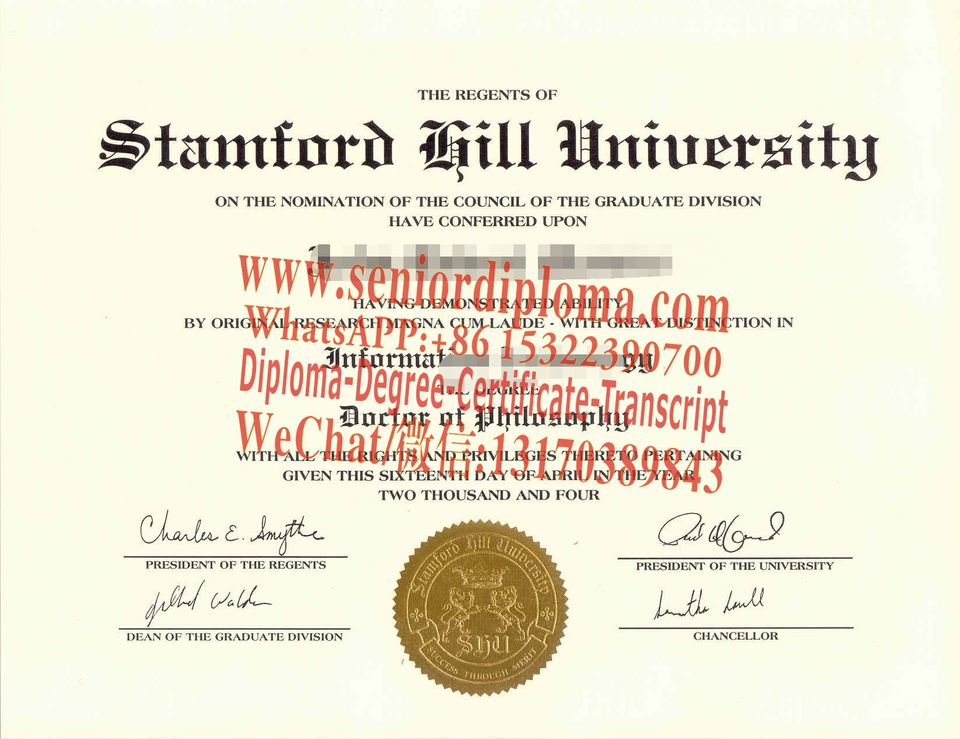 THE REGENTS OF
Stamford Hill University
ON THE NOMINATION OF THE COUNCIL OF THE GRADUATE DIVISION
HAVE CONFERRED UPON
www.seniordiploma.com
HAVING DEMONSTRATED ABILITY
WhatsAPP:+86 15322390700
BY ORIGINAL RESEARCH MAGNA CUM LAUDE - WITH GREAT DISTINCTION IN
Diploma-Degree-Certificate-Transcript
DEGREE
Doctor of Philosophy
WeChat/微信:13170389843
WITH ALL THE RIGHTS AND PRIVILEGES THERETO PERTAINING
GIVEN THIS SIXTEENTH DAY OF APRIL IN THE YEAR
TWO THOUSAND AND FOUR
Charles E. Smythe
PRESIDENT OF THE REGENTS
PRESIDENT OF THE UNIVERSITY
DEAN OF THE GRADUATE DIVISION
CHANCELLOR
Stamford Hill University
SHU
SUCCESS THROUGH MERIT